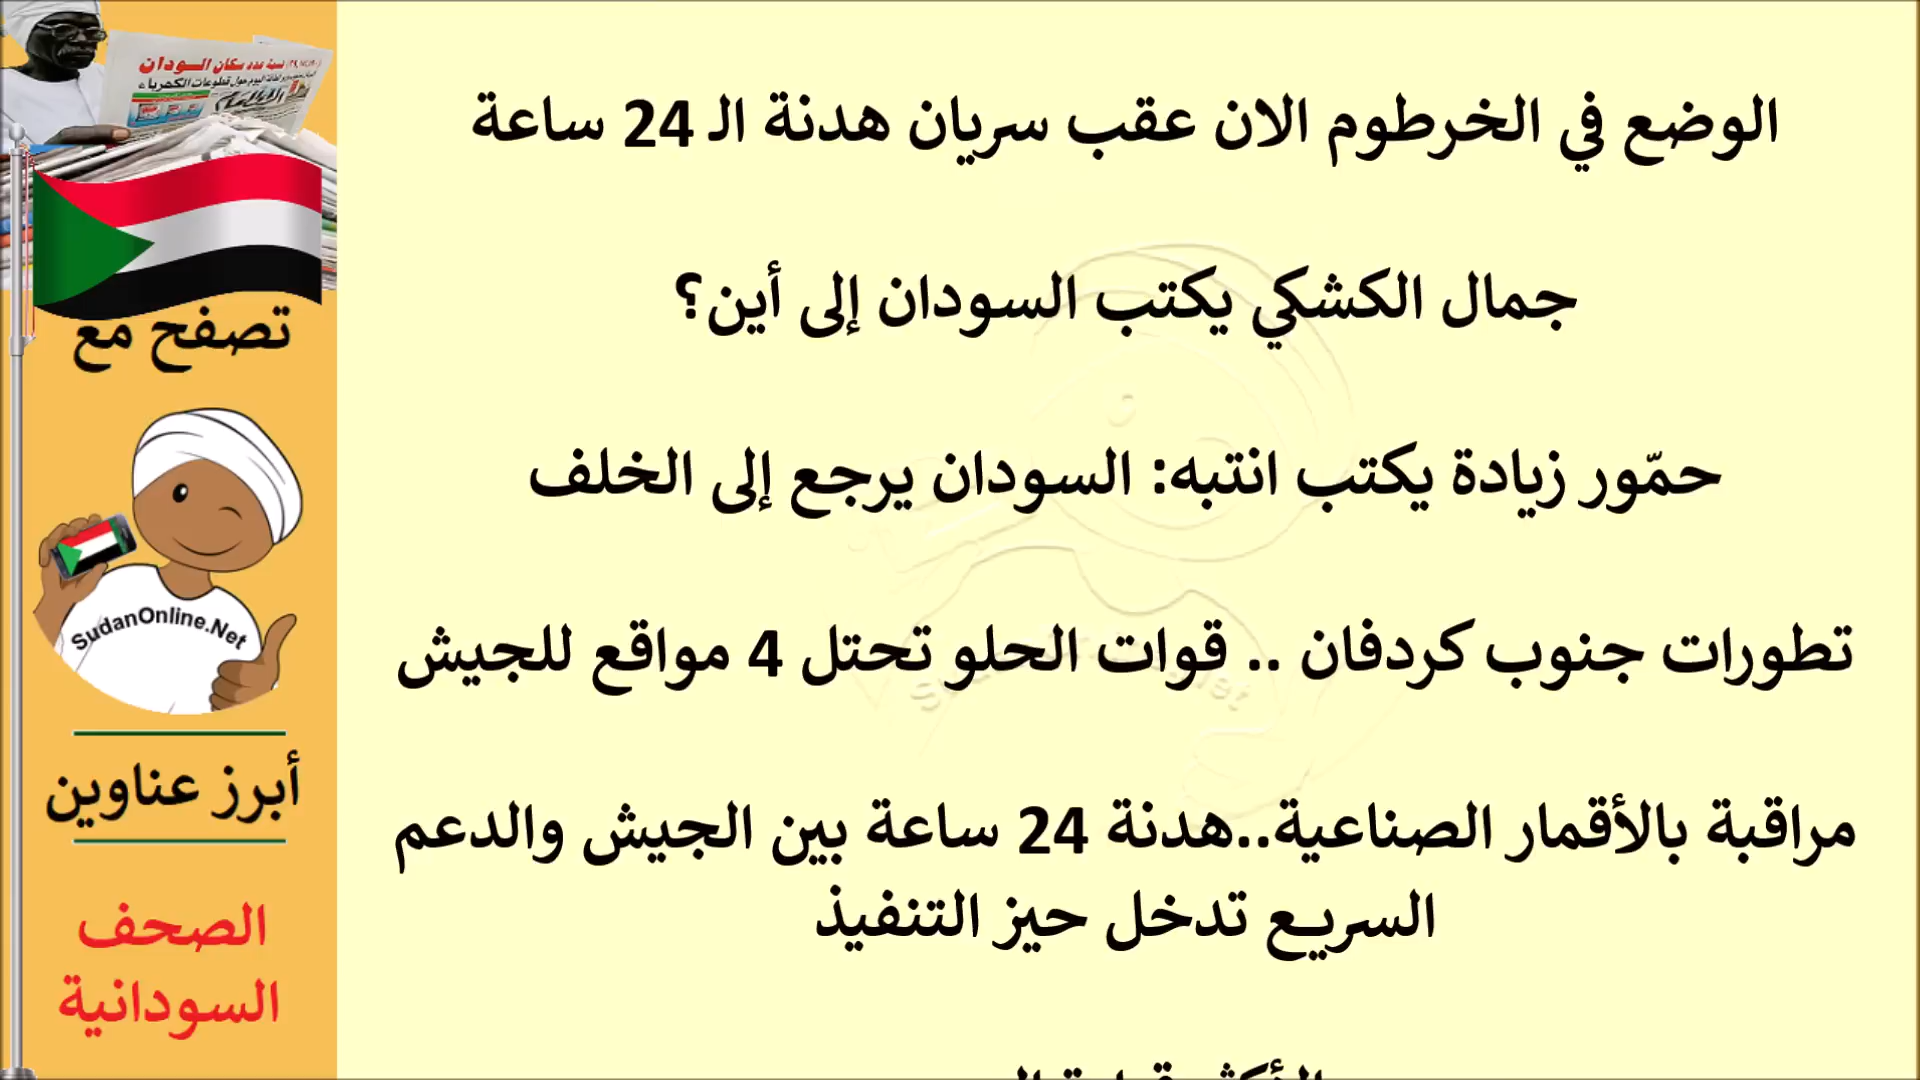 الوضع في الخرطوم الان عقب سريان هدنة الـ 24 ساعة
جمال الكشكي يكتب السودان إلى أين؟
حمّور زيادة يكتب انتبه: السودان يرجع إلى الخلف
تطورات جنوب كردفان .. قوات الحلو تحتل 4 مواقع للجيش
مراقبة بالأقمار الصناعية..هدنة 24 ساعة بين الجيش والدعم
السريع تدخل حيز التنفيذ
تصفح مع
SudanOnline.Net
أبرز عناوين
الصحف
السودانية